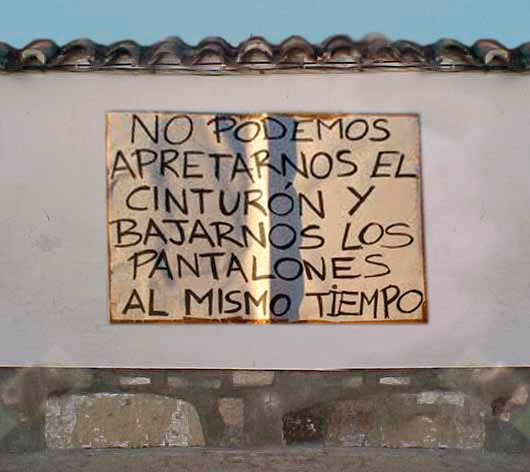 NO PODEMOS
APRETARNOS EL
CINTURÓN Y
BAJARNOS LOS
PANTALONES
AL MISMO TIEMPO